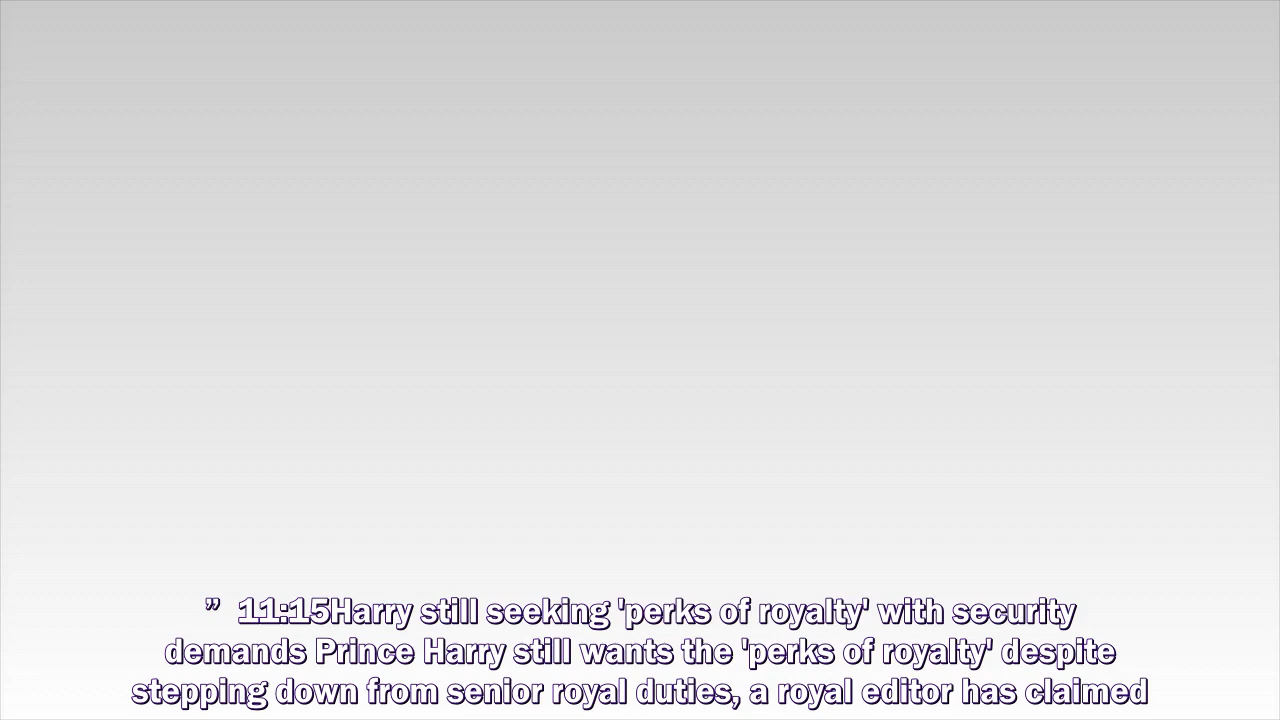 ” 11:15Harry still seeking 'perks of royalty' with security
demands Prince Harry still wants the 'perks of royalty' despite
stepping down from senior royal duties, a royal editor has claimed